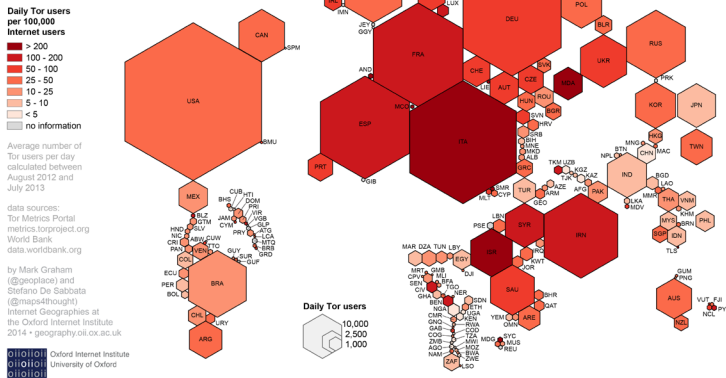 Daily Tor users
per 100,000
Internet users
> 200
100 - 200
50 - 100
25 - 50
10 - 25
5 - 10
< 5
no information
Average number of
Tor users per day
calculated between
August 2012 and
July 2013
data sources:
Tor Metrics Portal
metrics.torproject.org
World Bank
data.worldbank.org
by Mark Graham
(@geoplace) and
Stefano De Sabbata
(@maps4thought)
Internet Geographies at
the Oxford Internet Institute
2014 • geography.oii.ox.ac.uk
oiioiioii
Oxford Internet Institute
University of Oxford
CAN
SPM
USA
BMU
MEX
BLZ
GTM
SLV
HND
NIC
CRI
PAN
COL
ECU
PER
BOL
CHL
ARG
URY
BRA
VEN
ABW
CUW
TTO
GUY
SUR
GUF
CUB
BHS
HTI
DOM
PRI
VIR
VGB
GLP
ATG
LCA
MTQ
BRB
GRD
JAM
CYM
PRY
IMN
JEY
GGY
LUX
DEU
POL
BLR
UKR
RUS
PRK
FRA
AND
MCO
ESP
PRT
GIB
ITA
CHE
LIE
AUT
CZE
SVK
MDA
HUN
ROU
BGR
SVN
HRV
SRB
BIH
MNE
MKD
ALB
GRC
MLT
SMR
CYP
TUR
GEO
ARM
AZE
TKM
UZB
TJK
KGZ
KAZ
AFG
PAK
NPL
BTN
IND
LKA
MDV
MNG
CHN
MAC
HKG
KOR
JPN
TWN
BGD
LAO
MMR
THA
VNM
KHM
MYS
BRN
SGP
IDN
TLS
PHL
LBN
PSE
SYR
ISR
IRQ
KWT
JOR
IRN
SAU
BHR
QAT
ARE
YEM
OMN
MAR
DZA
TUN
LBY
EGY
DJI
MRT
CPV
SEN
GMB
MLI
CIV
BFA
GHA
TGO
BEN
NER
NGA
SDN
ETH
UGA
CMR
GNQ
GAB
COG
ZMB
AGO
NAM
KEN
RWA
COD
TZA
MWI
MOZ
BWA
ZWE
LSO
ZAF
MDG
SYC
MUS
REU
GUM
PNG
AUS
NZL
VUT
FJI
NCL
PY
Daily Tor users
10,000
2,500
1,000